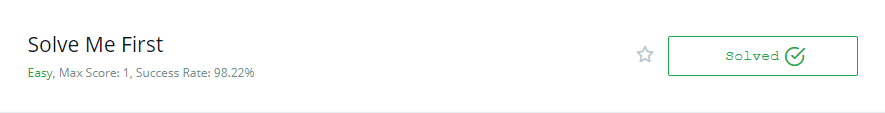 Solve Me First
Solved
Easy, Max Score: 1, Success Rate: 98.22%